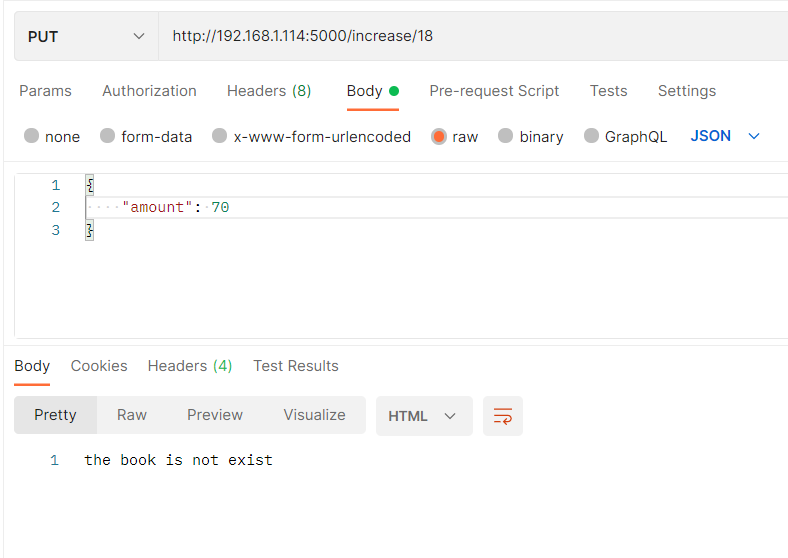 PUT http://192.168.1.114:5000/increase/18
Params Authorization Headers (8) Body Pre-request Script Tests Settings
none form-data x-www-form-urlencoded raw binary GraphQL JSON
1 {
2 ····"amount":·70
3 }
Body Cookies Headers (4) Test Results
Pretty Raw Preview Visualize HTML
1 the book is not exist